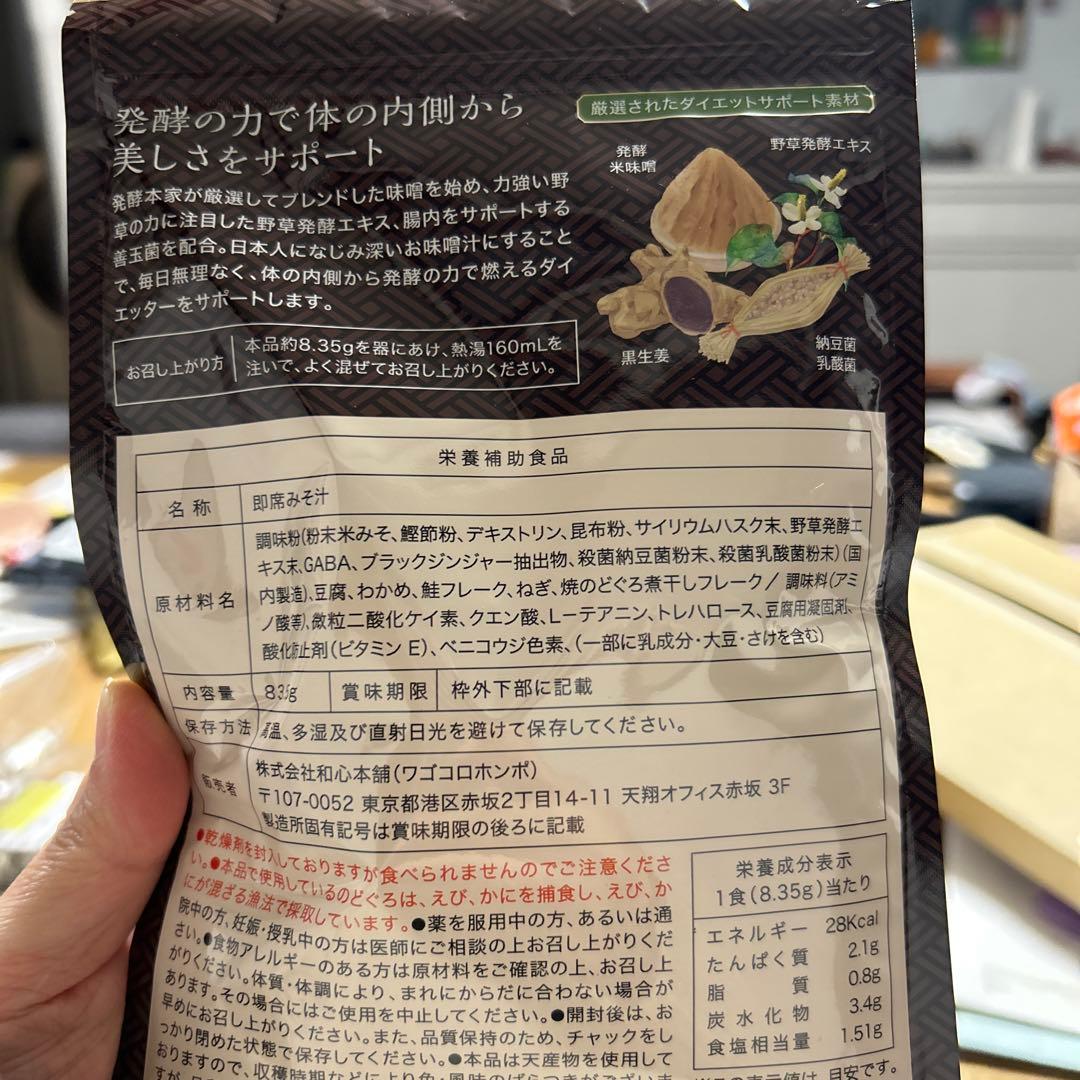 発酵の力で体の内側から
美しさをサポート
発酵本家が厳選してブレンドした味噌を始め、力強い野
草の力に注目した野草発酵エキス、腸内をサポートする
善玉菌を配合。日本人になじみ深いお味噌汁にすること
で、毎日無理なく、体の内側から発酵の力で燃えるダイ
エッターをサポートします。
お召し上がり方
本品約8.35gを器にあけ、熱湯160mLを
注いで、よく混ぜてお召し上がりください。
厳選されたダイエットサポート素材
発酵
米味噌
野草発酵エキス
黒生姜
納豆菌
乳酸菌
栄養補助食品
名称
即席みそ汁
原材料名
調味粉(粉末米みそ、鰹節粉、デキストリン、昆布粉、サイリウムハスク末、野草発酵エ
キス末、GABA、ブラックジンジャー抽出物、殺菌納豆菌粉末、殺菌乳酸菌粉末)(国
内製造)、豆腐、わかめ、鮭フレーク、ねぎ、焼のどぐろ煮干しフレーク/調味料(アミ
ノ酸等)、微粒二酸化ケイ素、クエン酸、L-テアニン、トレハロース、豆腐用凝固剤、
酸化防止剤(ビタミンE)、ベニコウジ色素、(一部に乳成分・大豆・さけを含む)
内容量
賞味期限
枠外下部に記載
保存方法
高温、多湿及び直射日光を避けて保存してください。
販売者
株式会社和心本舗(ワゴコロホンポ)
〒107-0052 東京都港区赤坂2丁目14-11 天翔オフィス赤坂 3F
製造所固有記号は賞味期限の後ろに記載
●乾燥剤を封入しておりますが食べられませんのでご注意くださ
い。●本品で使用しているのどぐろは、えび、かにを捕食し、えび、か
にが混ざる漁法で採取しています。●薬を服用中の方、あるいは通
院中の方、妊娠・授乳中の方は医師にご相談の上お召し上がりくだ
さい。●食物アレルギーのある方は原材料をご確認の上、お召し上
がりください。体質・体調により、まれにからだに合わない場合が
あります。その場合にはご使用を中止してください。●開封後は、お
早めにお召し上がりください。また、品質保持のため、チャックをし
っかり閉めた状態で保存してください。●本品は天産物を使用して
おりますので、収穫時期などにより色・風味のばらつきがございま
栄養成分表示
1食(8.35g)当たり
エネルギー 28Kcal
たんぱく質 2.1g
脂質 0.8g
炭水化物 3.4g
食塩相当量 1.51g
表示値は、目安です。